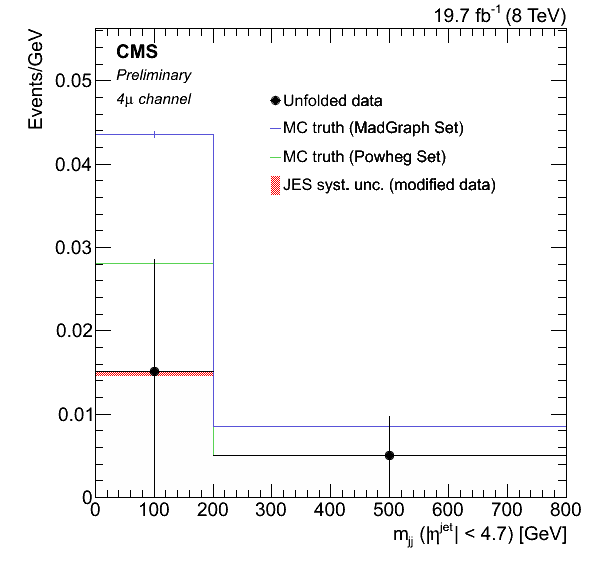 19.7 fb⁻¹ (8 TeV)
Events/GeV
CMS
Preliminary
4μ channel
Unfolded data
MC truth (MadGraph Set)
MC truth (Powheg Set)
JES syst. unc. (modified data)
0.05
0.04
0.03
0.02
0.01
0
0 100 200 300 400 500 600 700 800
m_jj (|η^jet| < 4.7) [GeV]